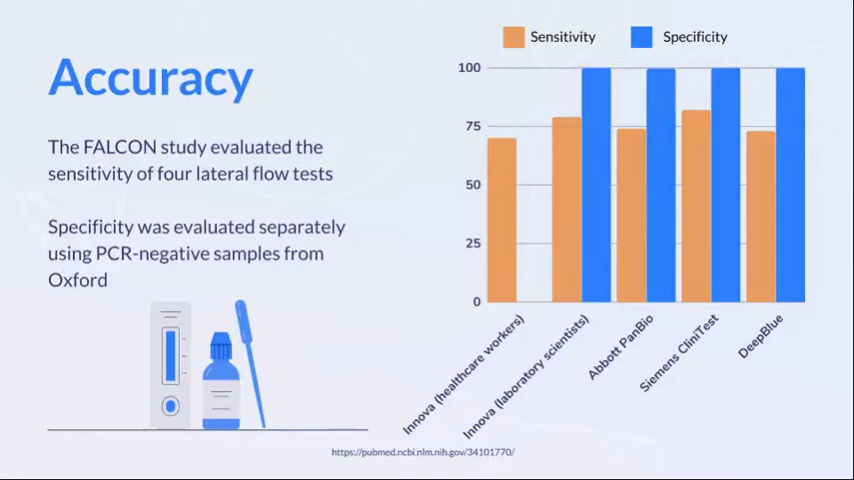 Accuracy
The FALCON study evaluated the
sensitivity of four lateral flow tests
Specificity was evaluated separately
using PCR-negative samples from
Oxford
Sensitivity
Specificity
100
75
50
25
0
Innova (healthcare workers)
Innova (laboratory scientists)
Abbott PanBio
Siemens CliniTest
DeepBlue
https://pubmed.ncbi.nlm.nih.gov/34101770/